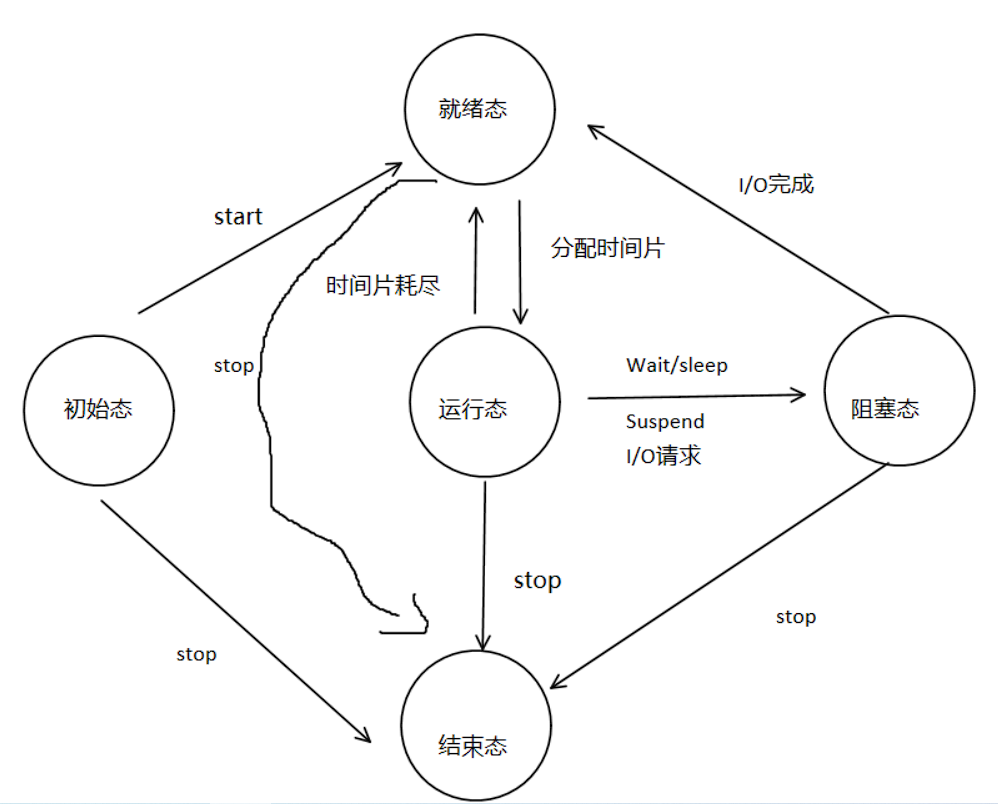 就绪态
I/O完成
start
分配时间片
时间片耗尽
stop
Wait/sleep
初始态
运行态
阻塞态
Suspend
I/O请求
stop
stop
stop
结束态